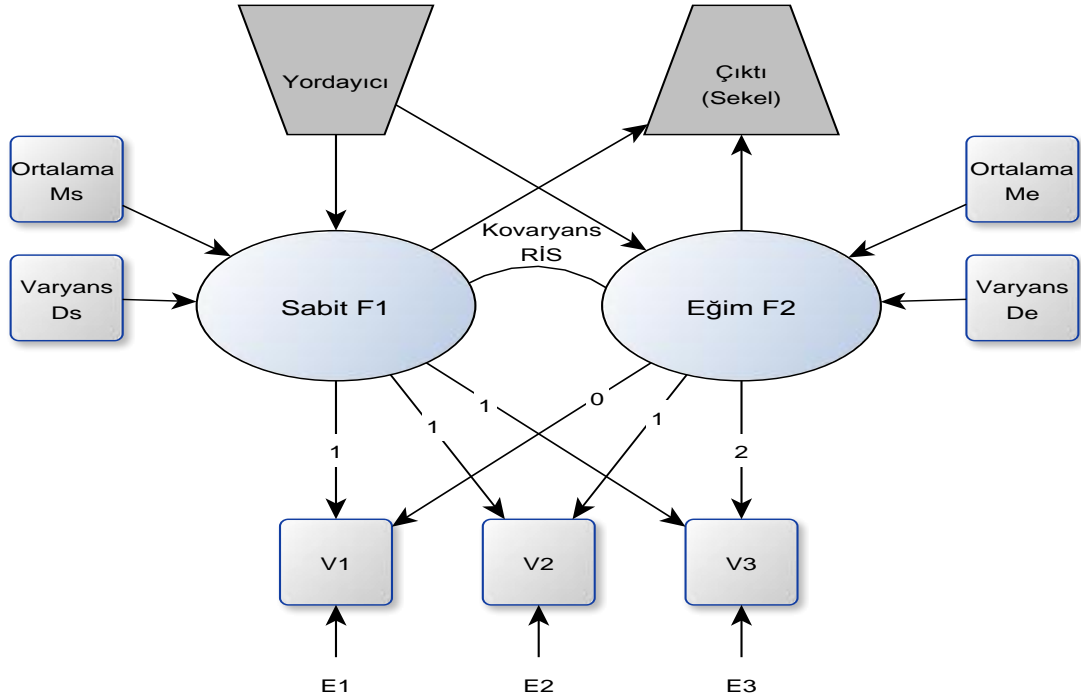 Yordayıcı
Çıktı
(Sekel)
Ortalama
Ms
Ortalama
Me
Kovaryans
RİS
Varyans
Ds
Sabit F1
Eğim F2
Varyans
De
1
1
1
0
1
2
V1
V2
V3
E1
E2
E3